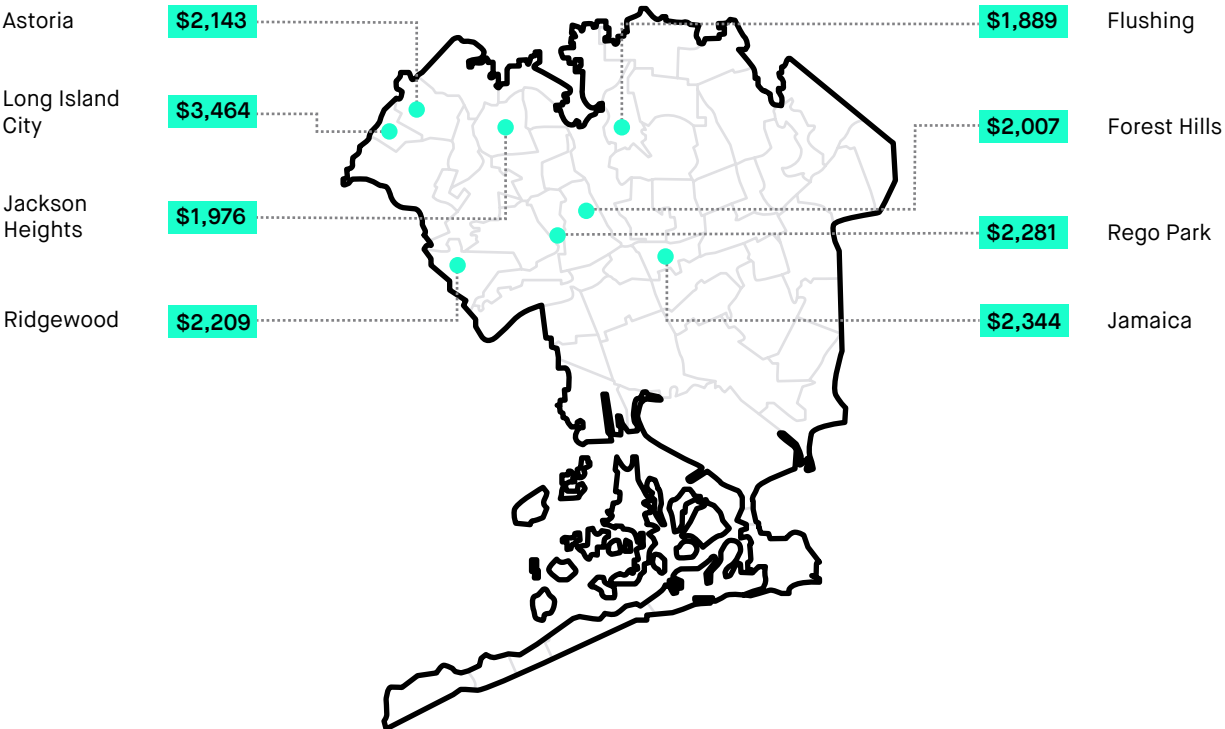 Astoria
$2,143
Long Island
City
$3,464
Jackson
Heights
$1,976
Ridgewood
$2,209
$1,889
Flushing
$2,007
Forest Hills
$2,281
Rego Park
$2,344
Jamaica